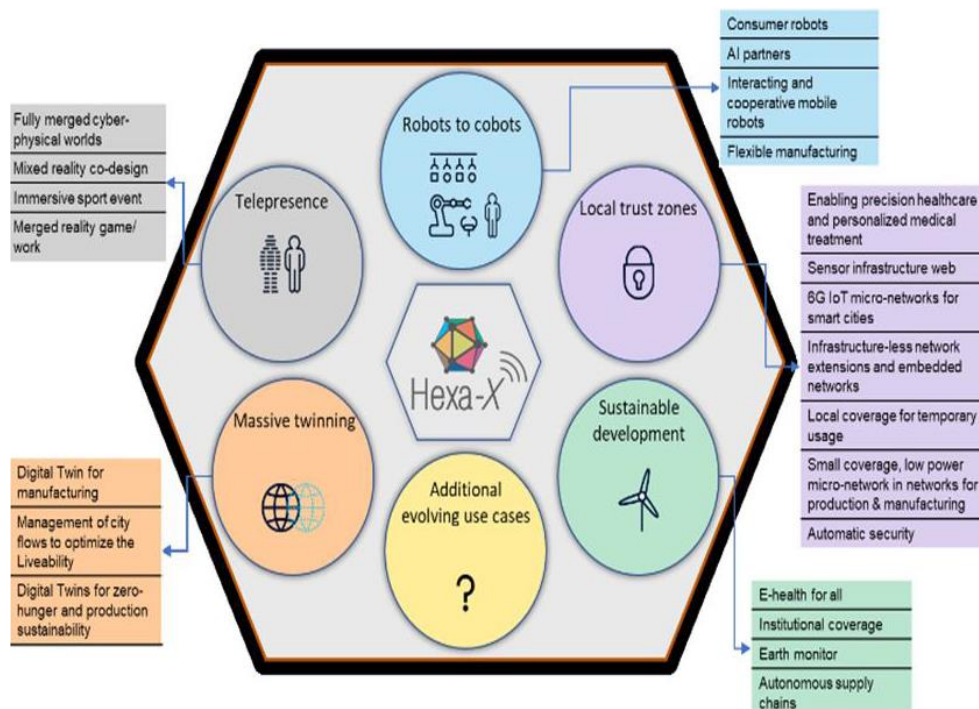 Consumer robots
AI partners
Interacting and
cooperative mobile
robots
Flexible manufacturing
Robots to cobots
Fully merged cyber-
physical worlds
Mixed reality co-design
Immersive sport event
Merged reality game/
work
Telepresence
Local trust zones
Enabling precision healthcare
and personalized medical
treatment
Sensor infrastructure web
6G IoT micro-networks for
smart cities
Infrastructure-less network
extensions and embedded
networks
Local coverage for temporary
usage
Small coverage, low power
micro-network in networks for
production & manufacturing
Automatic security
Hexa-X
Massive twinning
Digital Twin for
manufacturing
Management of city
flows to optimize the
Liveability
Digital Twins for zero-
hunger and production
sustainability
Additional
evolving use cases
?
Sustainable
development
E-health for all
Institutional coverage
Earth monitor
Autonomous supply
chains